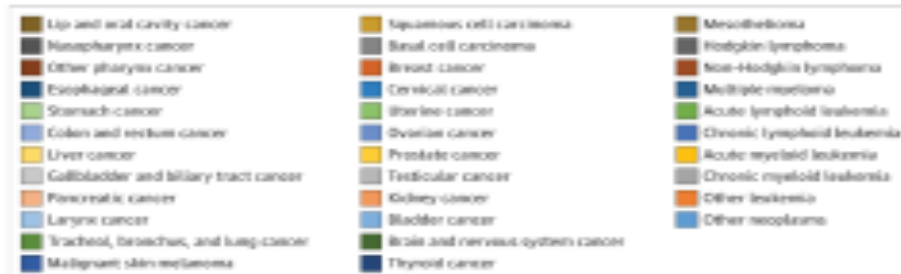 Lip and oral cavity cancer
Nasopharynx cancer
Other pharynx cancer
Esophageal cancer
Stomach cancer
Colon and rectum cancer
Liver cancer
Gallbladder and biliary tract cancer
Pancreatic cancer
Larynx cancer
Tracheal, bronchus, and lung cancer
Malignant skin melanoma
Squamous cell carcinoma
Basal cell carcinoma
Breast cancer
Cervical cancer
Uterine cancer
Ovarian cancer
Prostate cancer
Testicular cancer
Kidney cancer
Bladder cancer
Brain and nervous system cancer
Thyroid cancer
Mesothelioma
Hodgkin lymphoma
Non-Hodgkin lymphoma
Multiple myeloma
Acute lymphoid leukemia
Chronic lymphoid leukemia
Acute myeloid leukemia
Chronic myeloid leukemia
Other leukemia
Other neoplasms